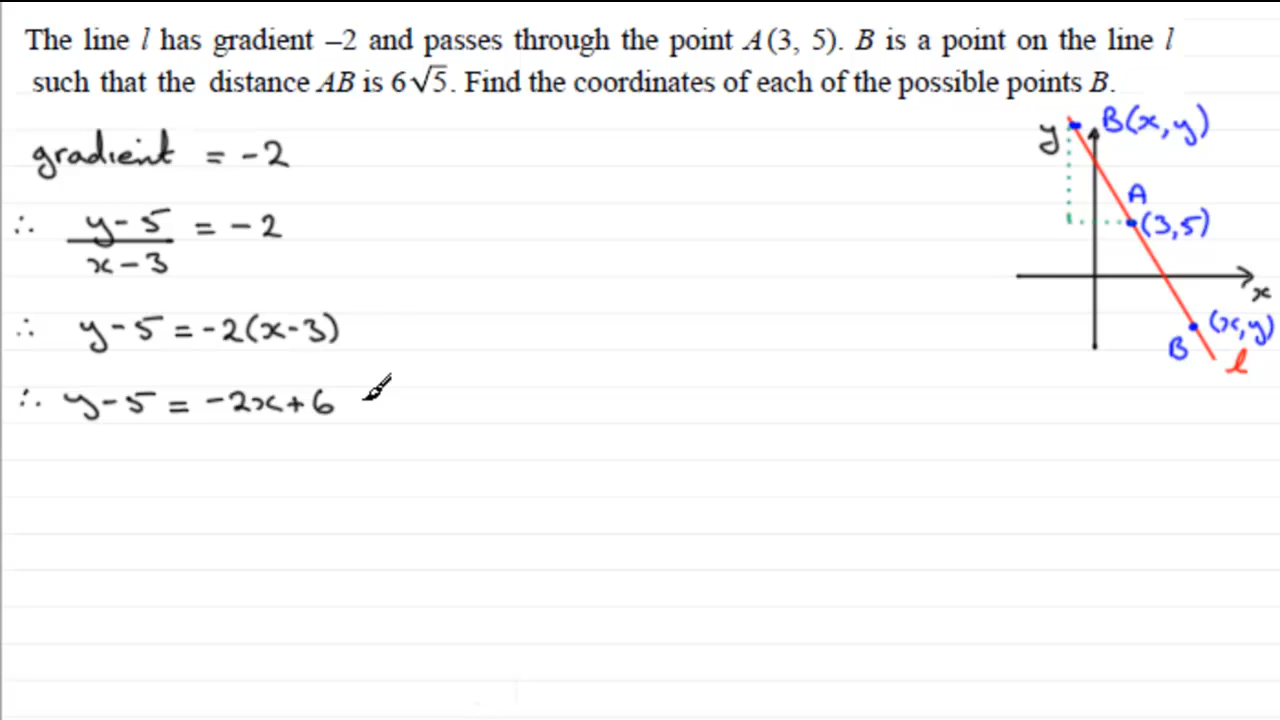 The line l has gradient –2 and passes through the point A(3, 5). B is a point on the line l
such that the distance AB is 6√5. Find the coordinates of each of the possible points B.
gradient = -2
∴ y-5/x-3 = -2
∴ y-5 = -2(x-3)
∴ y-5 = -2x+6
y
B(x,y)
A
(3,5)
x
(x,y)
B
l